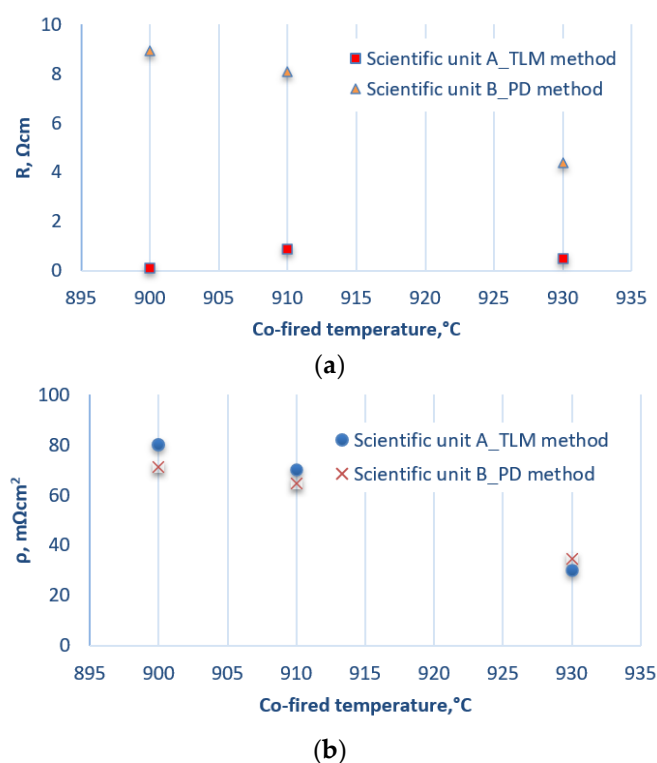 10
8
6
4
2
0
R, Ωcm
Scientific unit A_TLM method
Scientific unit B_PD method
895 900 905 910 915 920 925 930 935
Co-fired temperature,°C
(a)
100
80
60
40
20
0
ρ, mΩcm²
Scientific unit A_TLM method
Scientific unit B_PD method
895 900 905 910 915 920 925 930 935
Co-fired temperature,°C
(b)